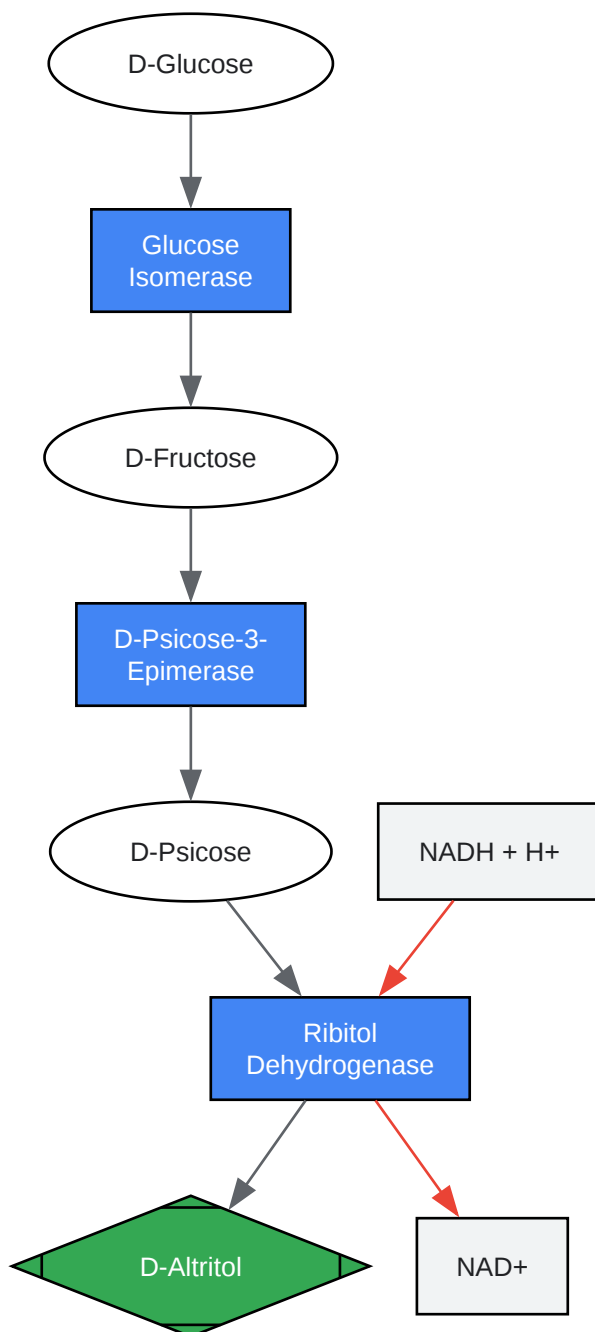 D-Glucose
Glucose
Isomerase
D-Fructose
D-Psicose-3-
Epimerase
D-Psicose
NADH + H+
Ribitol
Dehydrogenase
D-Altritol
NAD+